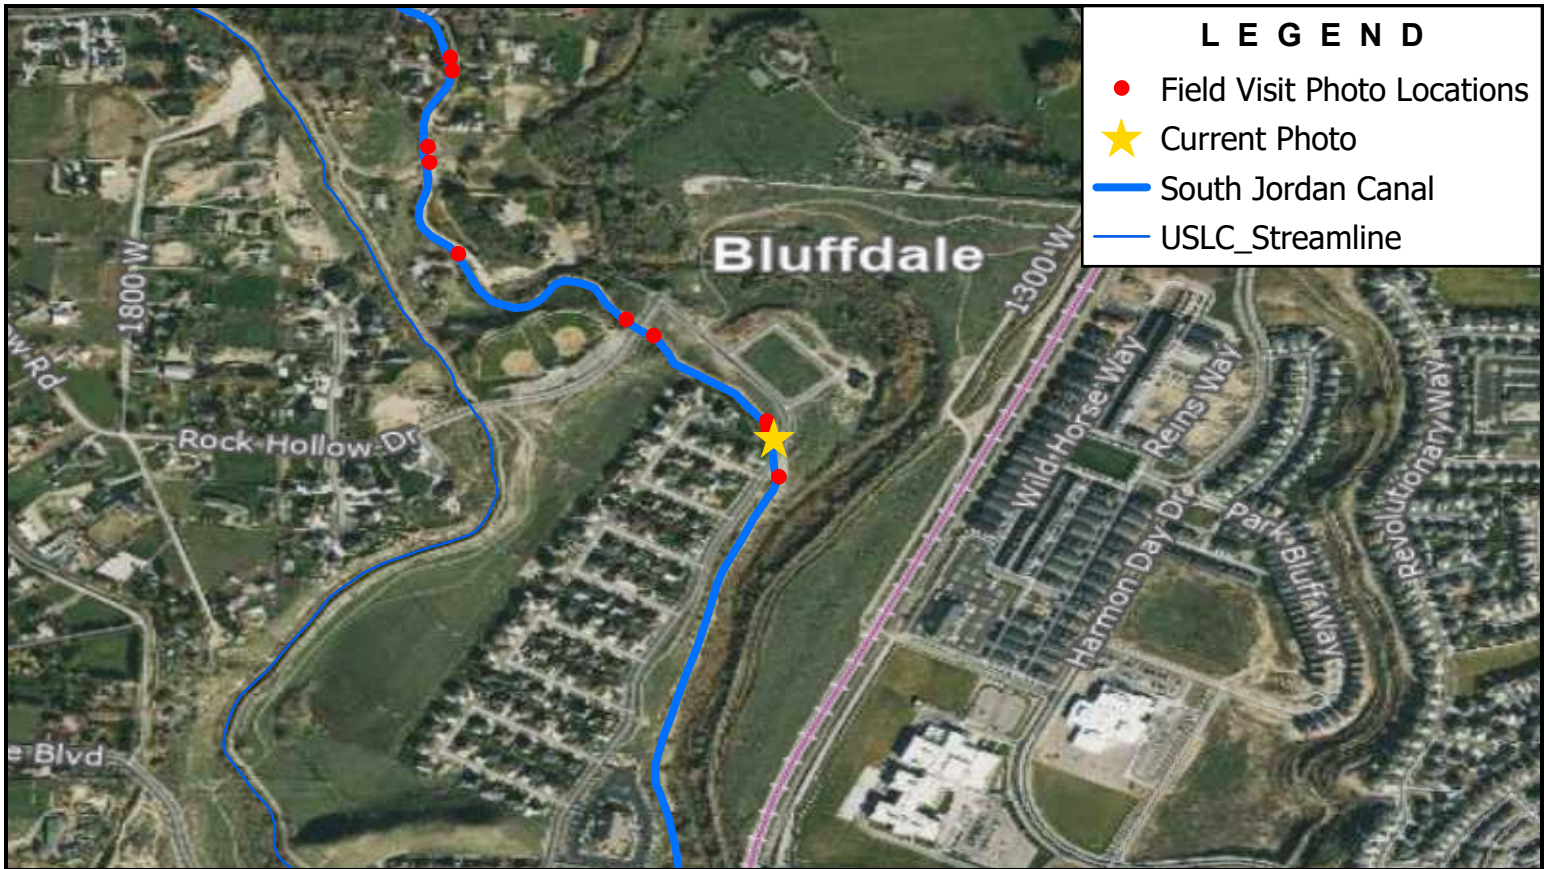 L E G E N D
Field Visit Photo Locations
Current Photo
South Jordan Canal
USLC_Streamline
Bluffdale
1300 W
1800 W
w Rd
Rock Hollow Dr
Wild Horse Way
Reins Way
Revolutionary Way
Harmon Day Dr
Park Bluff Way
e Blvd